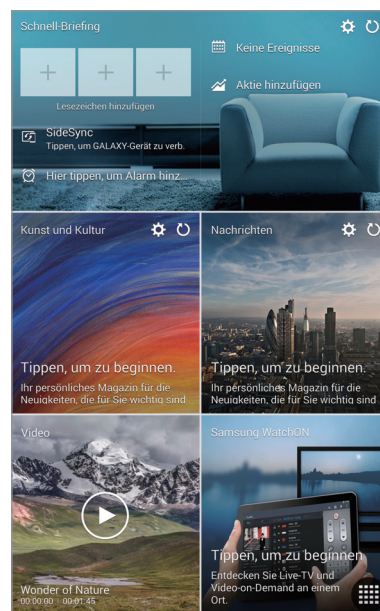 Schnell-Briefing
Keine Ereignisse
Aktie hinzufügen
Lesezeichen hinzufügen
SideSync
Tippen, um GALAXY-Gerät zu verb.
Hier tippen, um Alarm hinz...
Kunst und Kultur
Tippen, um zu beginnen.
Ihr persönliches Magazin für die
Neuigkeiten, die für Sie wichtig sind
Nachrichten
Tippen, um zu beginnen.
Ihr persönliches Magazin für die
Neuigkeiten, die für Sie wichtig sind
Video
Wonder of Nature
00:00:00 | 00:01:45
Samsung WatchON
Tippen, um zu beginnen.
Entdecken Sie Live-TV und
Video-on-Demand an einem
Ort.